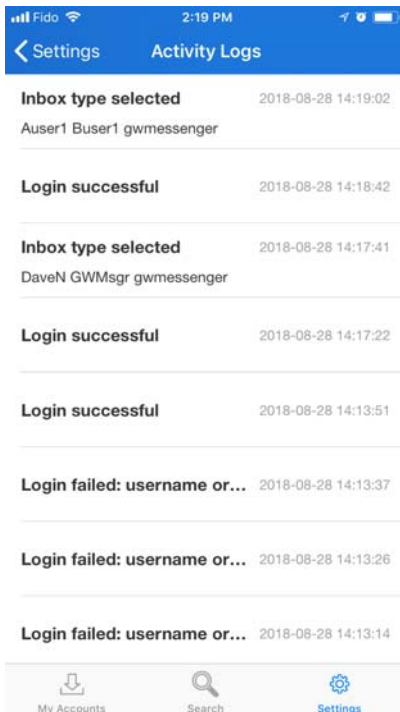 Fido 2:19 PM
Settings Activity Logs
Inbox type selected 2018-08-28 14:19:02
Auser1 Buser1 gwmessenger
Login successful 2018-08-28 14:18:42
Inbox type selected 2018-08-28 14:17:41
DaveN GWMsgr gwmessenger
Login successful 2018-08-28 14:17:22
Login successful 2018-08-28 14:13:51
Login failed: username or... 2018-08-28 14:13:37
Login failed: username or... 2018-08-28 14:13:26
Login failed: username or... 2018-08-28 14:13:14
My Accounts Search Settings